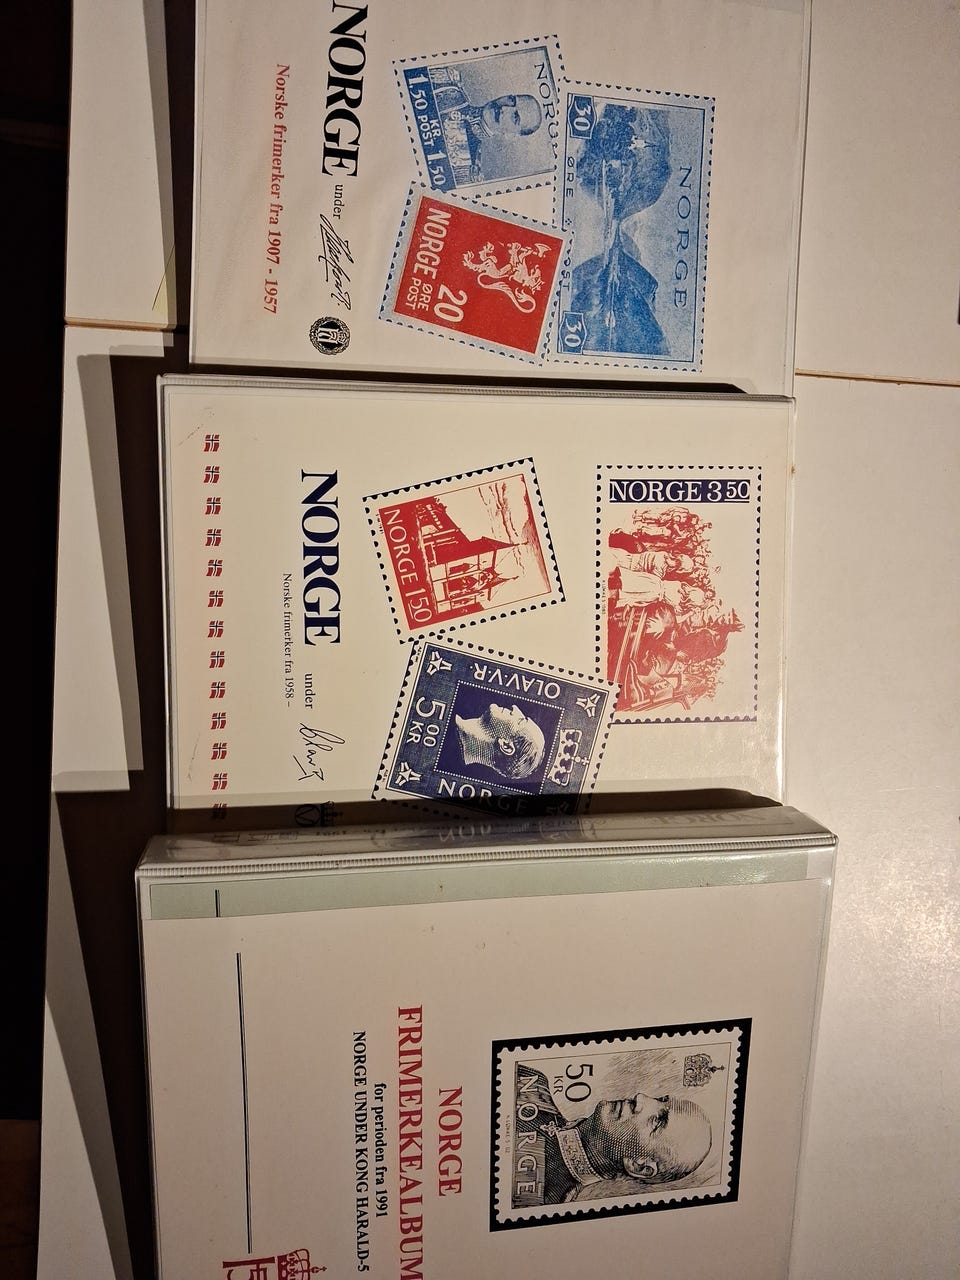 NORGE
1.50 KR. 1.50
POST
NORGE
30 ØRE 30
NORGE
20
ØRE
POST
NORGE under
Norske frimerker fra 1907 - 1957
NORGE 3 50
NORGE 150
OLAV.V.R.
5 00
KR
NORGE
NORGE under
Norske frimerker fra 1958 –
NORGE
50
KR
NORGE
NORGE
FRIMERKEALBUM
for perioden fra 1991
NORGE UNDER KONG HARALD-5